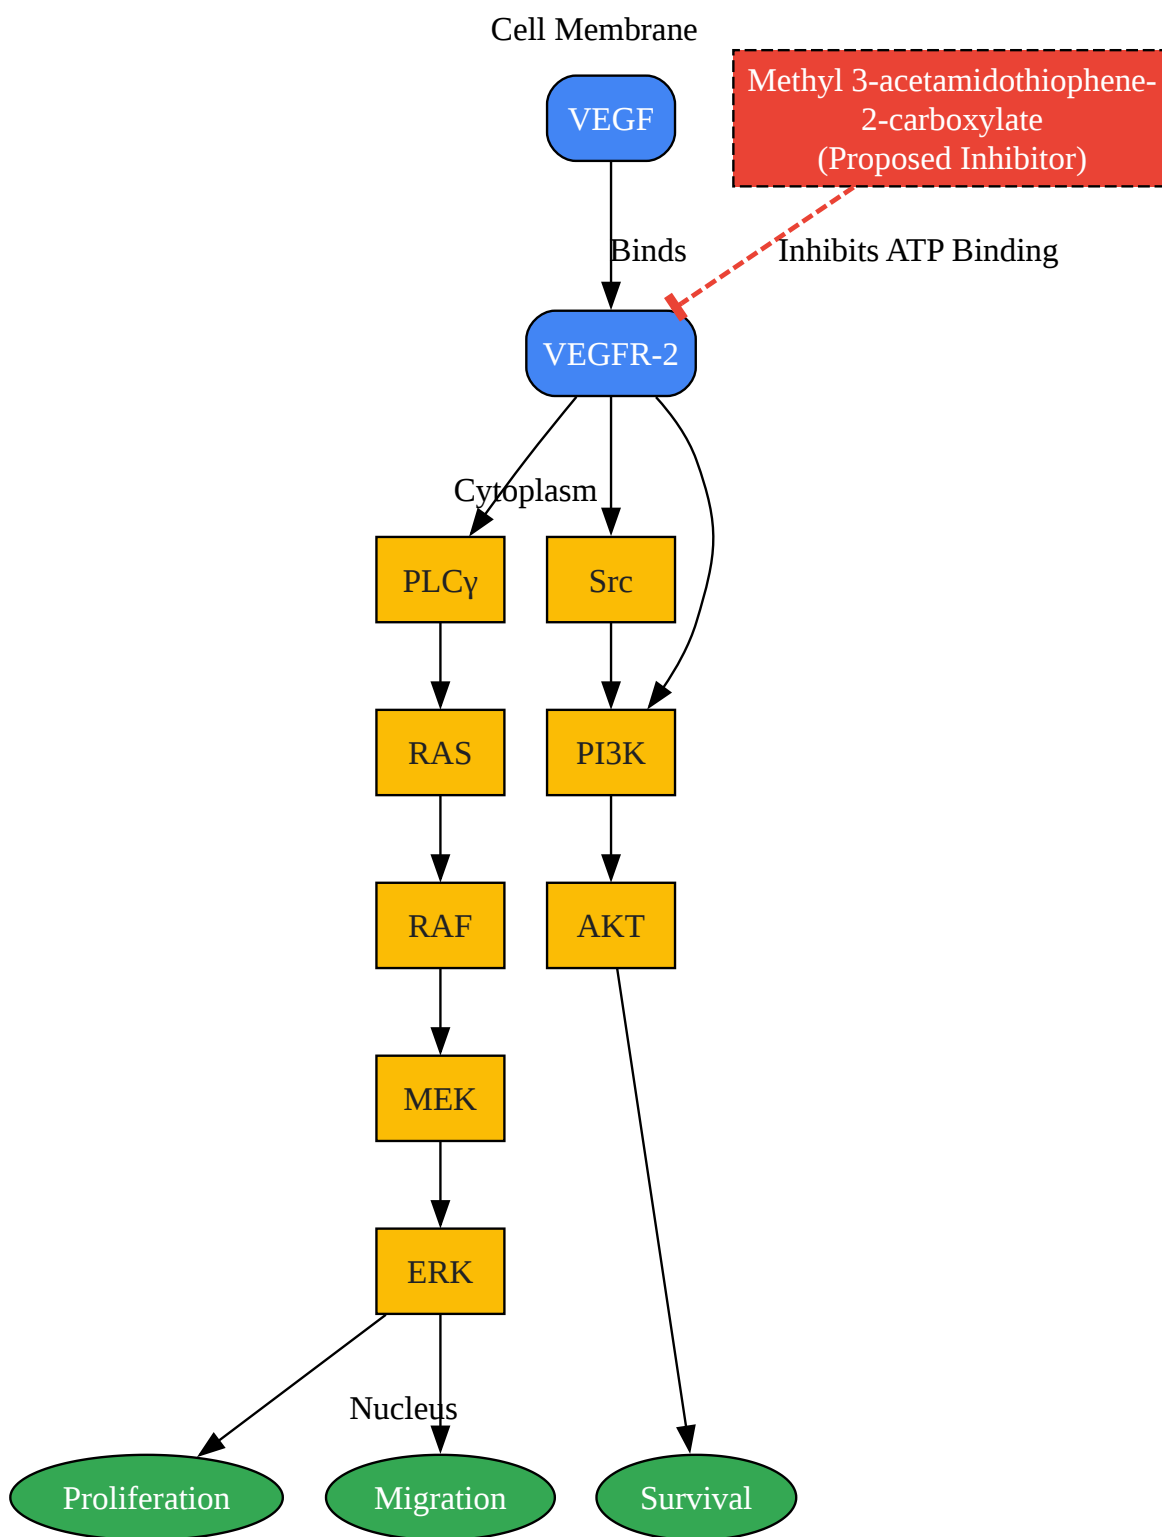 Cell Membrane
VEGF
Methyl 3-acetamidothiophene-
2-carboxylate
(Proposed Inhibitor)
Binds
Inhibits ATP Binding
VEGFR-2
Cytoplasm
PLCγ
Src
RAS
PI3K
RAF
AKT
MEK
ERK
Nucleus
Proliferation
Migration
Survival